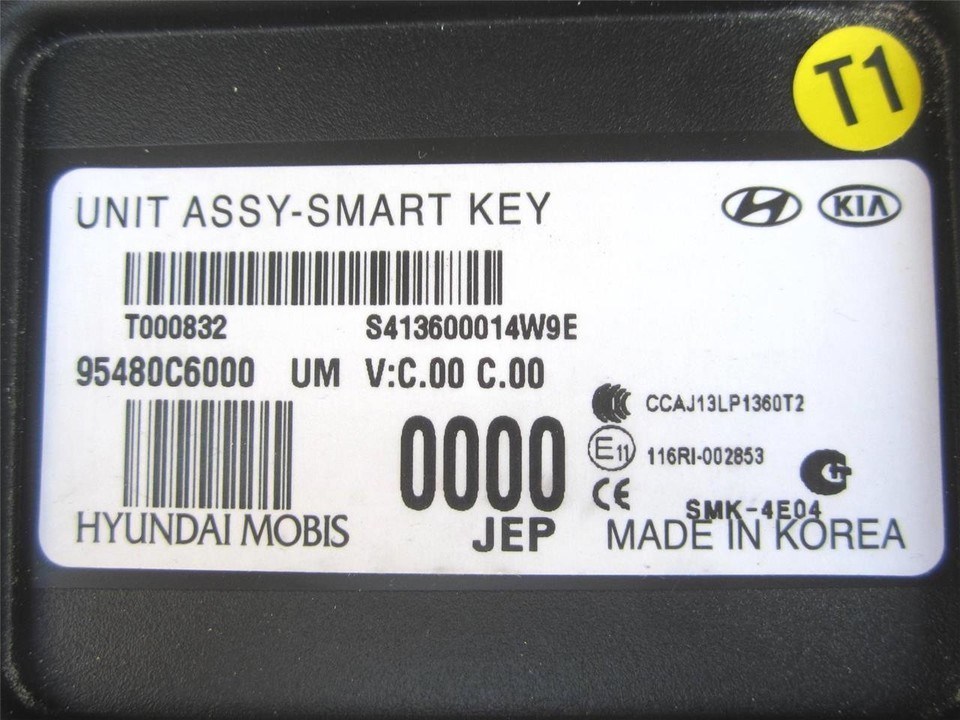 T1
UNIT ASSY-SMART KEY
KIA
T000832 S413600014W9E
95480C6000 UM V:C.00 C.00
CCAJ13LP1360T2
0000
E11 116RI-002853
CE
SMK-4E04
JEP
HYUNDAI MOBIS
MADE IN KOREA